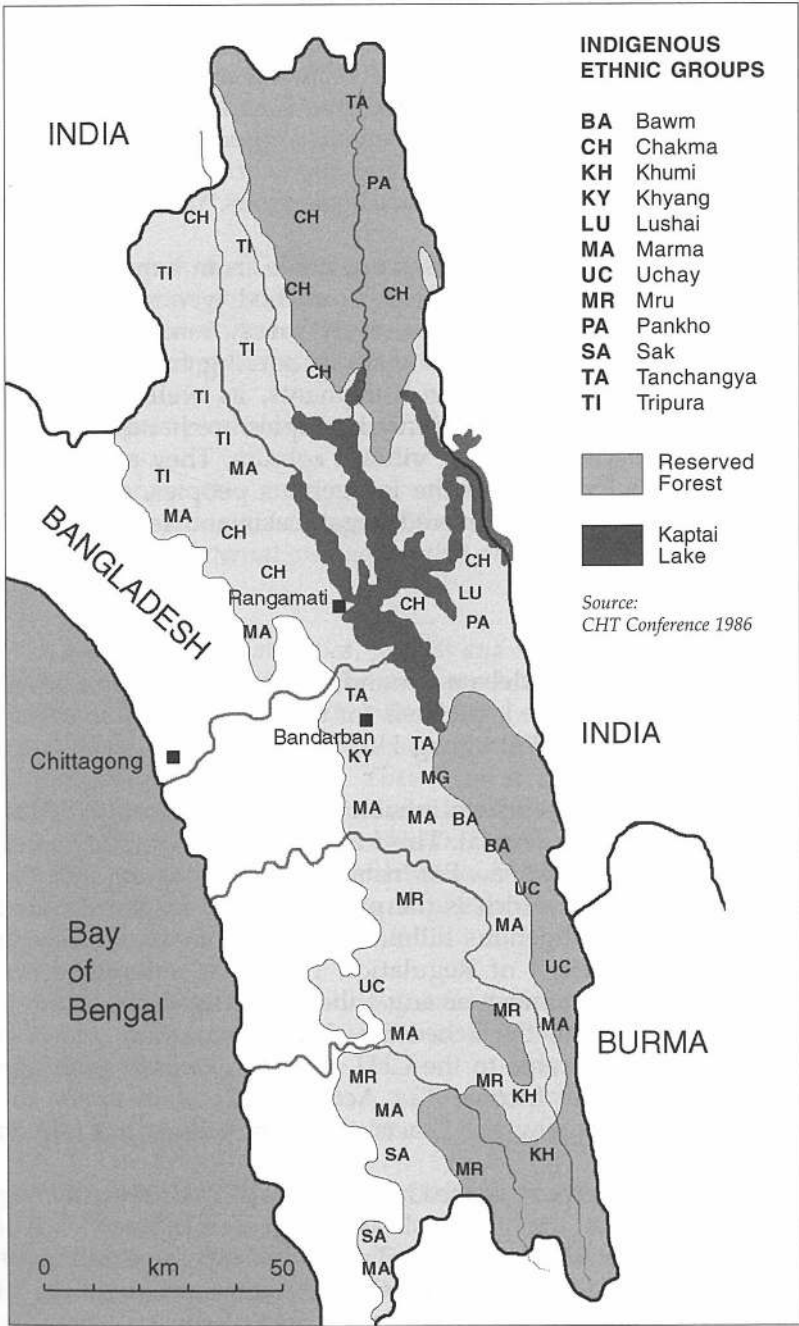 INDIGENOUS
ETHNIC GROUPS
BA Bawm
CH Chakma
KH Khumi
KY Khyang
LU Lushai
MA Marma
UC Uchay
MR Mru
PA Pankho
SA Sak
TA Tanchangya
TI Tripura
Reserved
Forest
Kaptai
Lake
Source:
CHT Conference 1986
TA
INDIA
PA
CH
CH
TI
TI
CH
CH
TI
CH
TI
TI
MA
TI
MA
CH
BANGLADESH
CH
CH
LU
Rangamati
CH
PA
MA
TA
Bandarban
INDIA
TA
Chittagong
KY
MG
MA
MA
BA
BA
UC
MR
MA
Bay
of
Bengal
UC
UC
MR
MA
MA
BURMA
MR
MR
KH
MA
SA
MR
KH
SA
MA
0 km 50